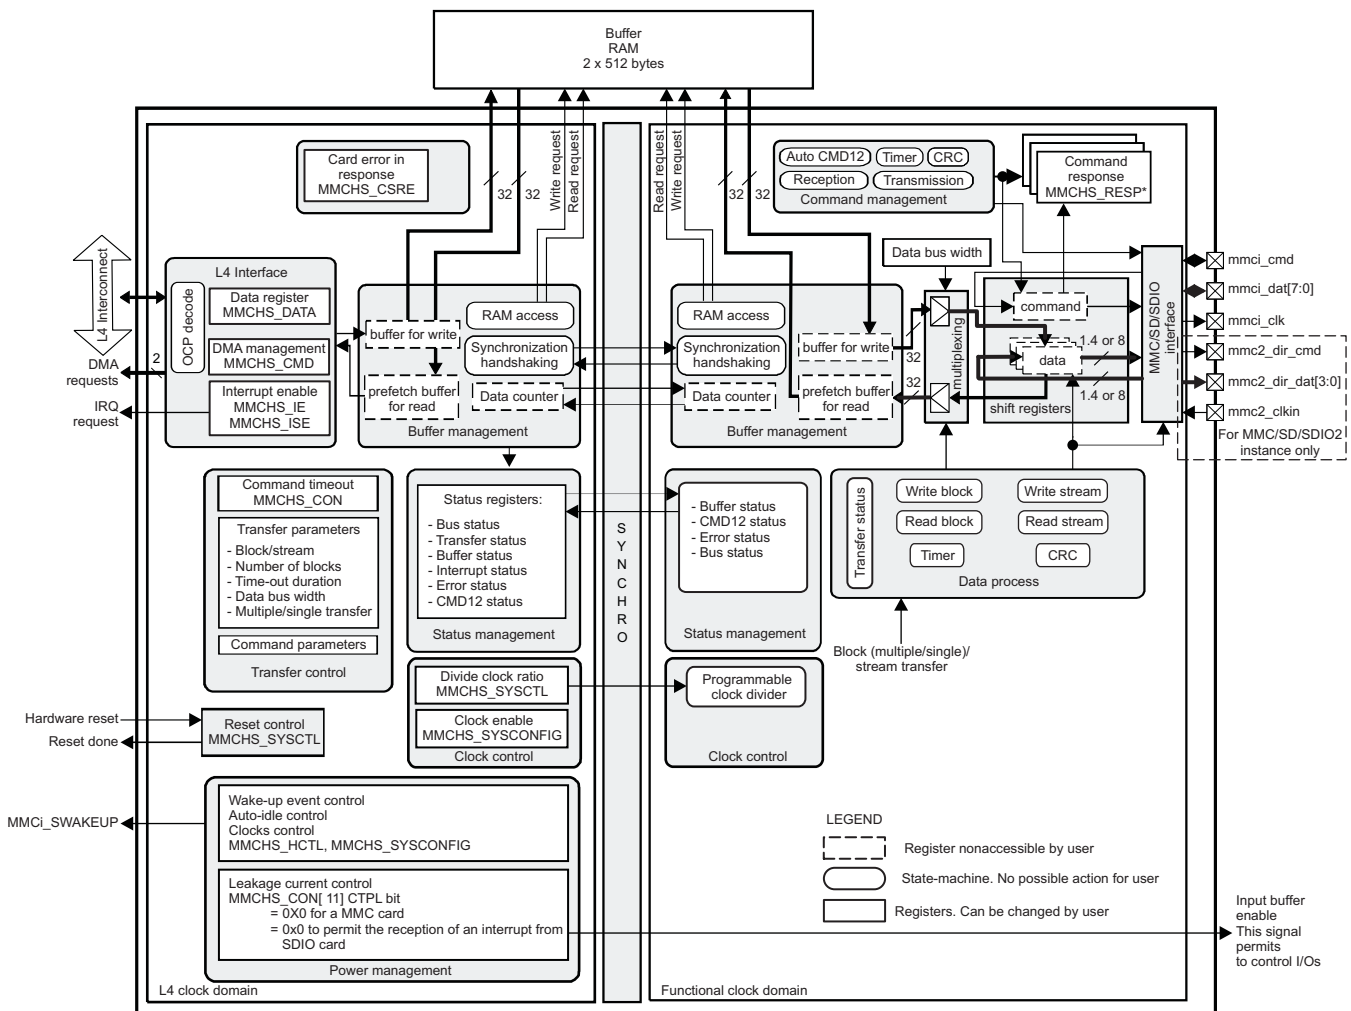 Buffer
RAM
2 x 512 bytes
Card error in
response
MMCHS_CSRE
32
32
Write request
Read request
Read request
Write request
32
32
Auto CMD12
Timer
CRC
Reception
Transmission
Command management
Command
response
MMCHS_RESP*
L4 Interconnect
DMA
requests
2
IRQ
request
L4 Interface
OCP decode
Data register
MMCHS_DATA
DMA management
MMCHS_CMD
Interrupt enable
MMCHS_IE
MMCHS_ISE
buffer for write
prefetch buffer
for read
RAM access
Synchronization
handshaking
Data counter
Buffer management
SYNCHRO
RAM access
Synchronization
handshaking
Data counter
buffer for write
prefetch buffer
for read
Buffer management
32
32
Data bus width
multiplexing
command
data
1.4 or 8
1.4 or 8
shift registers
MMC/SD/SDIO
interface
mmci_cmd
mmci_dat[7:0]
mmci_clk
mmc2_dir_cmd
mmc2_dir_dat[3:0]
mmc2_clkin
For MMC/SD/SDIO2
instance only
Command timeout
MMCHS_CON
Transfer parameters
- Block/stream
- Number of blocks
- Time-out duration
- Data bus width
- Multiple/single transfer
Command parameters
Transfer control
Status registers:
- Bus status
- Transfer status
- Buffer status
- Interrupt status
- Error status
- CMD12 status
Status management
- Buffer status
- CMD12 status
- Error status
- Bus status
Status management
Transfer status
Write block
Write stream
Read block
Read stream
Timer
CRC
Data process
Block (multiple/single)/
stream transfer
Divide clock ratio
MMCHS_SYSCTL
Clock enable
MMCHS_SYSCONFIG
Clock control
Programmable
clock divider
Clock control
Hardware reset
Reset done
Reset control
MMCHS_SYSCTL
MMCi_SWAKEUP
Wake-up event control
Auto-idle control
Clocks control
MMCHS_HCTL, MMCHS_SYSCONFIG
Leakage current control
MMCHS_CON[ 11] CTPL bit
= 0X0 for a MMC card
= 0x0 to permit the reception of an interrupt from
SDIO card
Power management
LEGEND
Register nonaccessible by user
State-machine. No possible action for user
Registers. Can be changed by user
Input buffer
enable
This signal
permits
to control I/Os
L4 clock domain
Functional clock domain